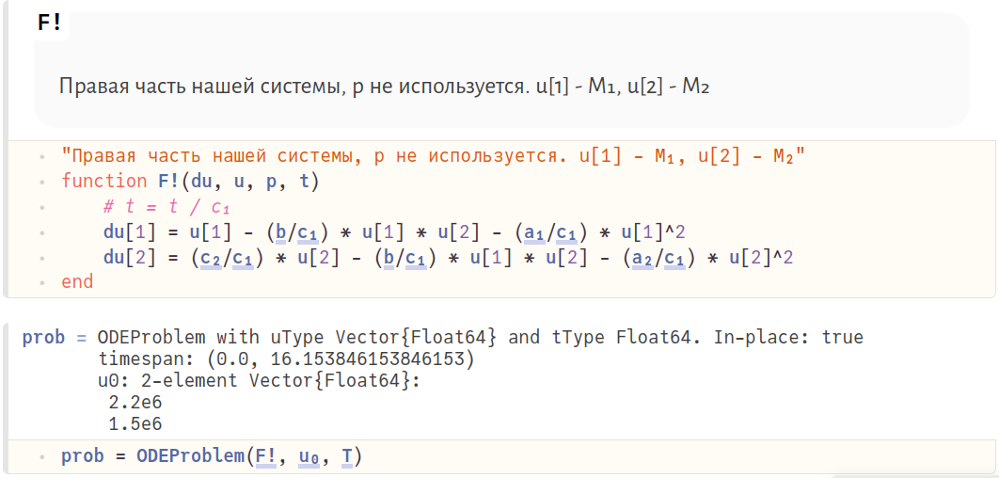 F!
Правая часть нашей системы, p не используется. u[1] - M₁, u[2] - M₂
"Правая часть нашей системы, p не используется. u[1] - M₁, u[2] - M₂"
function F!(du, u, p, t)
# t = t / c₁
du[1] = u[1] - (b/c₁) * u[1] * u[2] - (a₁/c₁) * u[1]^2
du[2] = (c₂/c₁) * u[2] - (b/c₁) * u[1] * u[2] - (a₂/c₁) * u[2]^2
end
prob = ODEProblem with uType Vector{Float64} and tType Float64. In-place: true
timespan: (0.0, 16.153846153846153)
u0: 2-element Vector{Float64}:
2.2e6
1.5e6
prob = ODEProblem(F!, u₀, T)